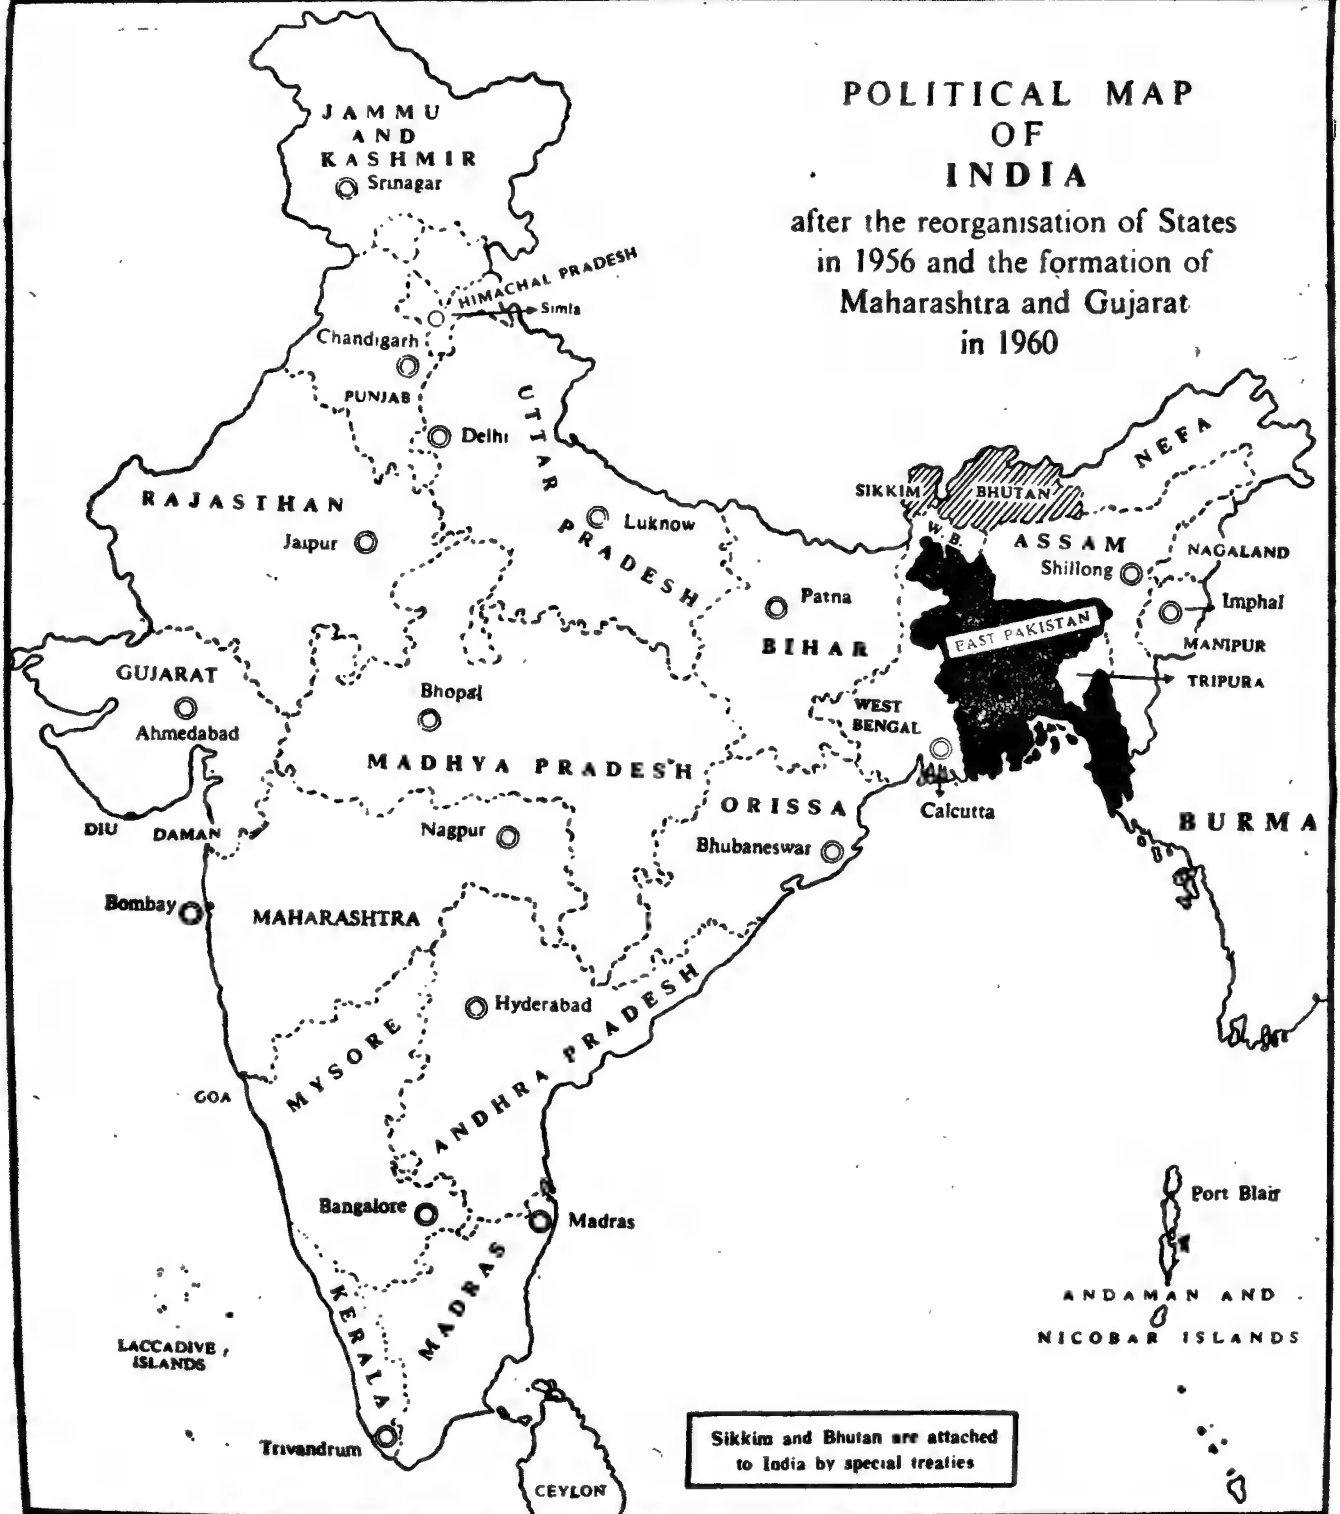 POLITICAL MAP
OF
INDIA
after the reorganisation of States
in 1956 and the formation of
Maharashtra and Gujarat
in 1960
JAMMU
AND
KASHMIR
Srinagar
HIMACHAL PRADESH
Simla
Chandigarh
PUNJAB
Delhi
UTTAR
PRADESH
Luknow
RAJASTHAN
Jaipur
SIKKIM
BHUTAN
NEFA
W. B.
ASSAM
Shillong
NAGALAND
Imphal
MANIPUR
TRIPURA
EAST PAKISTAN
Patna
BIHAR
WEST
BENGAL
Calcutta
GUJARAT
Ahmedabad
Bhopal
MADHYA PRADESH
ORISSA
Bhubaneswar
BURMA
DIU
DAMAN
Nagpur
Bombay
MAHARASHTRA
Hyderabad
ANDHRA PRADESH
MYSORE
GOA
Bangalore
Madras
MADRAS
KERALA
Trivandrum
LACCADIVE
ISLANDS
Port Blair
ANDAMAN AND
NICOBAR ISLANDS
CEYLON
Sikkim and Bhutan are attached
to India by special treaties